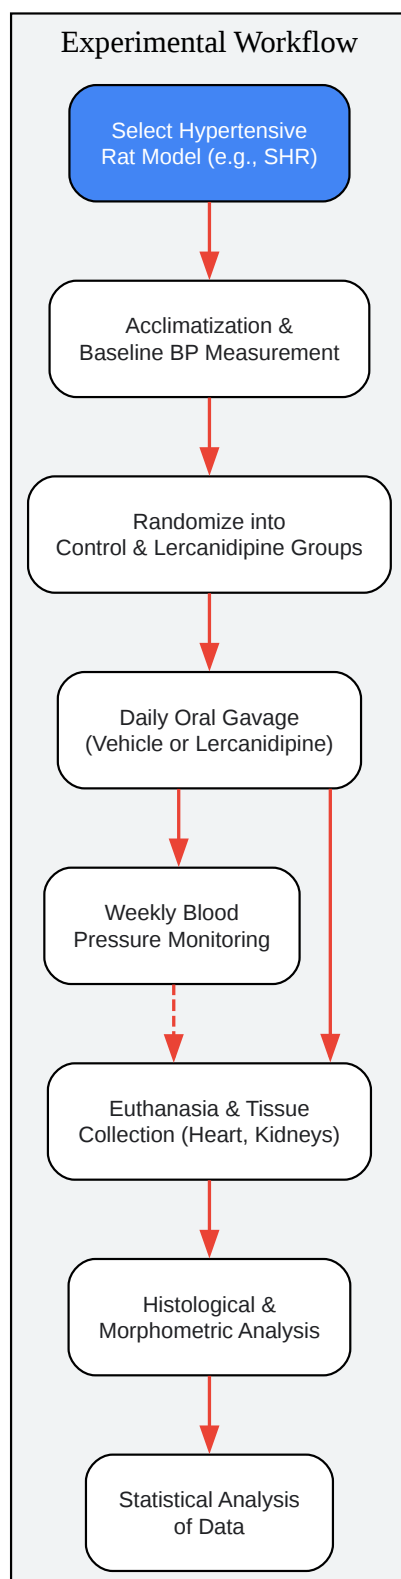 Experimental Workflow
Select Hypertensive
Rat Model (e.g., SHR)
Acclimatization &
Baseline BP Measurement
Randomize into
Control & Lercanidipine Groups
Daily Oral Gavage
(Vehicle or Lercanidipine)
Weekly Blood
Pressure Monitoring
Euthanasia & Tissue
Collection (Heart, Kidneys)
Histological &
Morphometric Analysis
Statistical Analysis
of Data